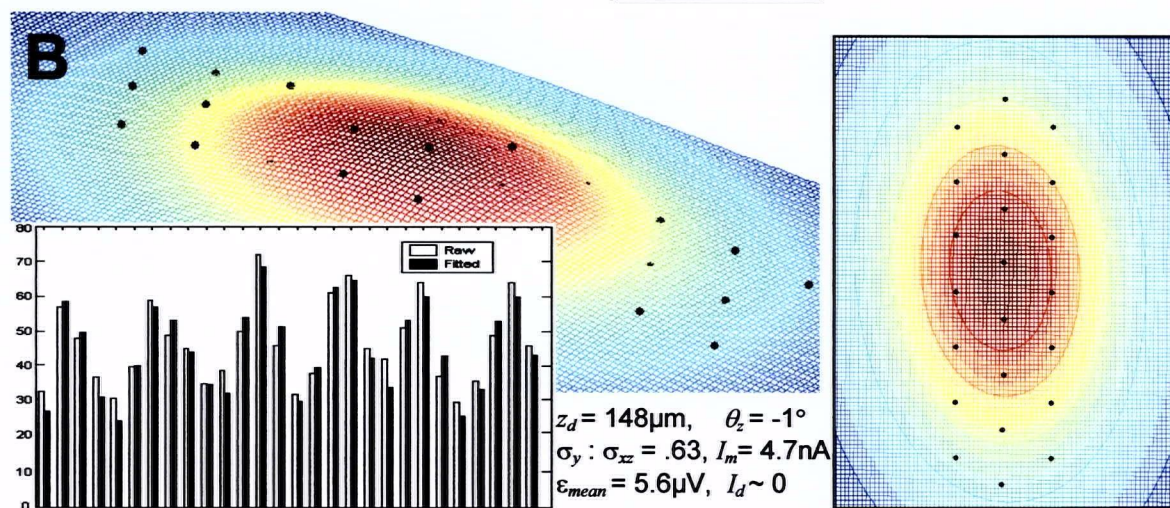 B
80
70
60
50
40
30
20
10
0
Raw
Fitted
z_d = 148µm, θ_z = -1°
σ_y : σ_xz = .63, I_m = 4.7nA
ε_mean = 5.6µV, I_d ~ 0